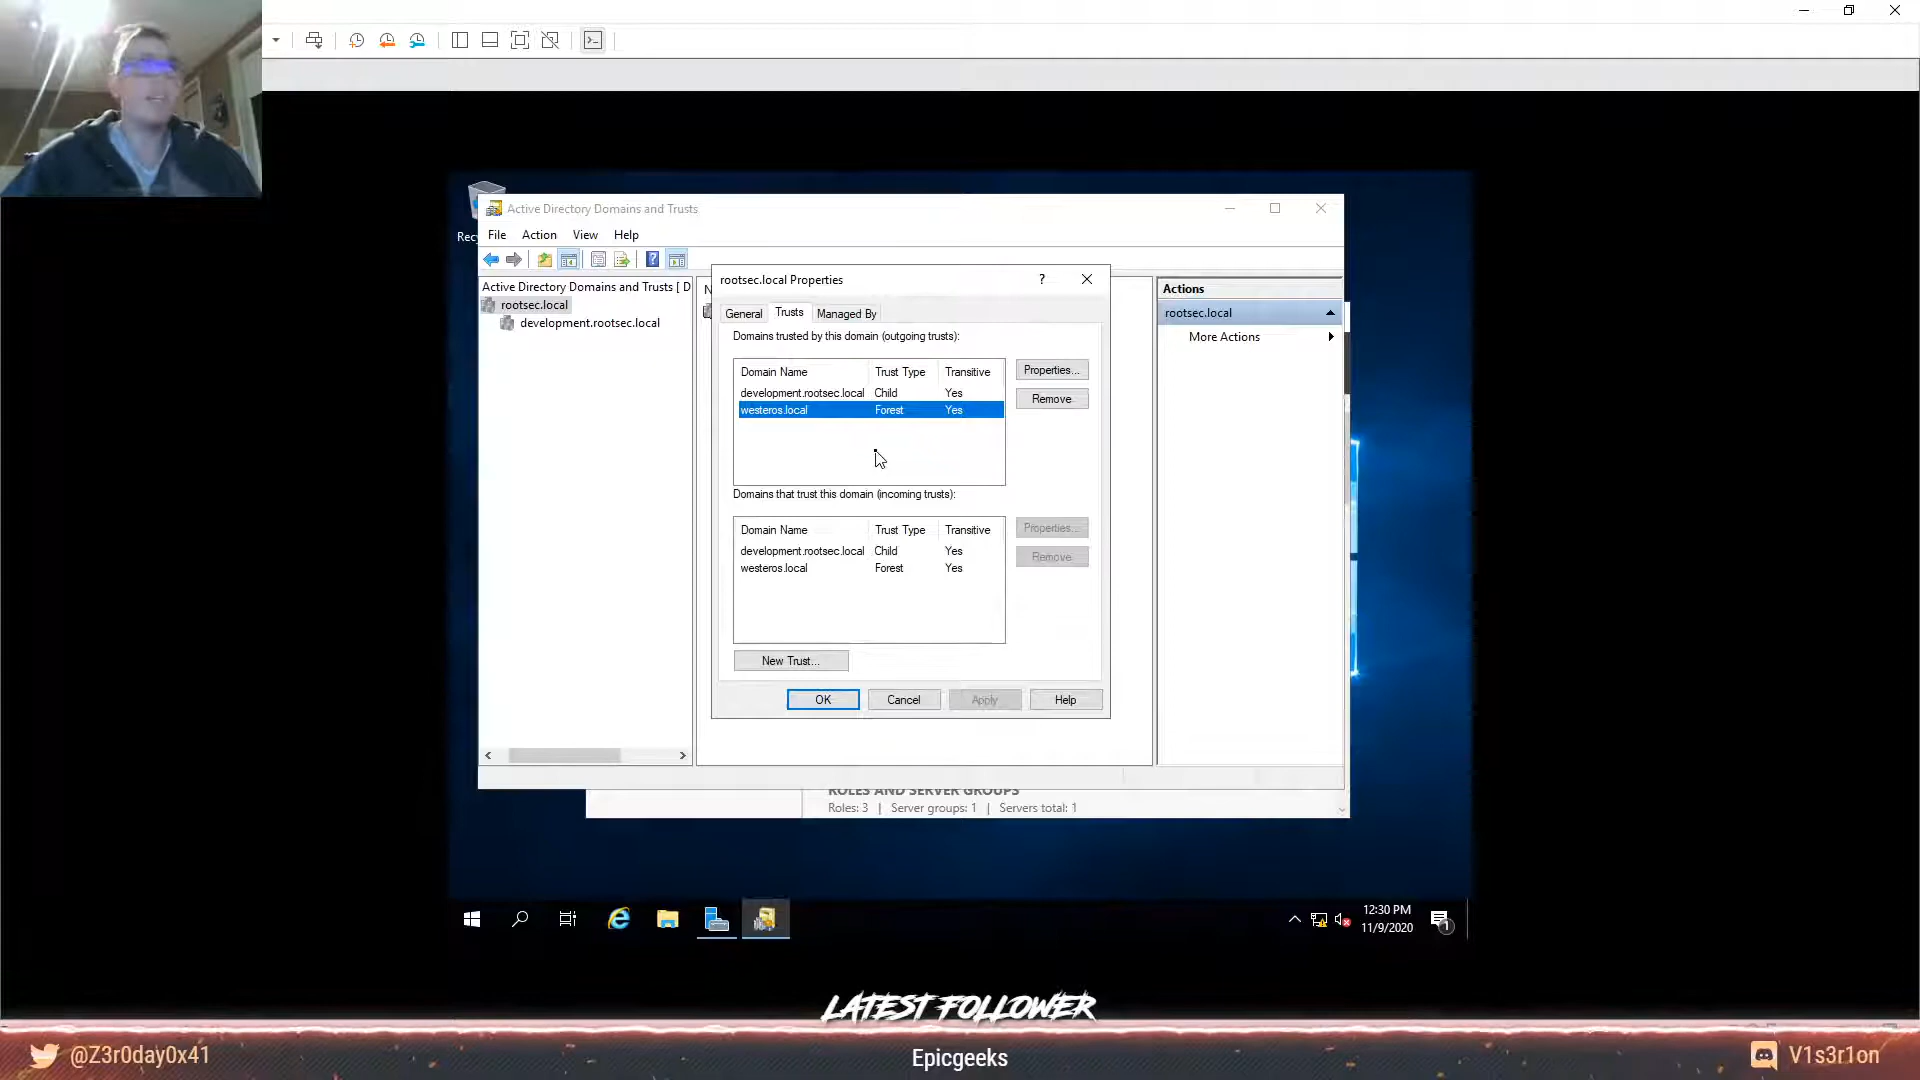 Active Directory Domains and Trusts
File Action View Help
Active Directory Domains and Trusts [ D
rootsec.local
development.rootsec.local
rootsec.local Properties
?
General Trusts Managed By
Domains trusted by this domain (outgoing trusts):
Domain Name Trust Type Transitive
development.rootsec.local Child Yes
westeros.local Forest Yes
Properties...
Remove
Domains that trust this domain (incoming trusts):
Domain Name Trust Type Transitive
development.rootsec.local Child Yes
westeros.local Forest Yes
Properties...
Remove
New Trust...
OK Cancel Apply Help
Actions
rootsec.local
More Actions
ROLES AND SERVER GROUPS
Roles: 3 | Server groups: 1 | Servers total: 1
12:30 PM
11/9/2020
1
LATEST FOLLOWER
@Z3r0day0x41
Epicgeeks
V1s3r1on